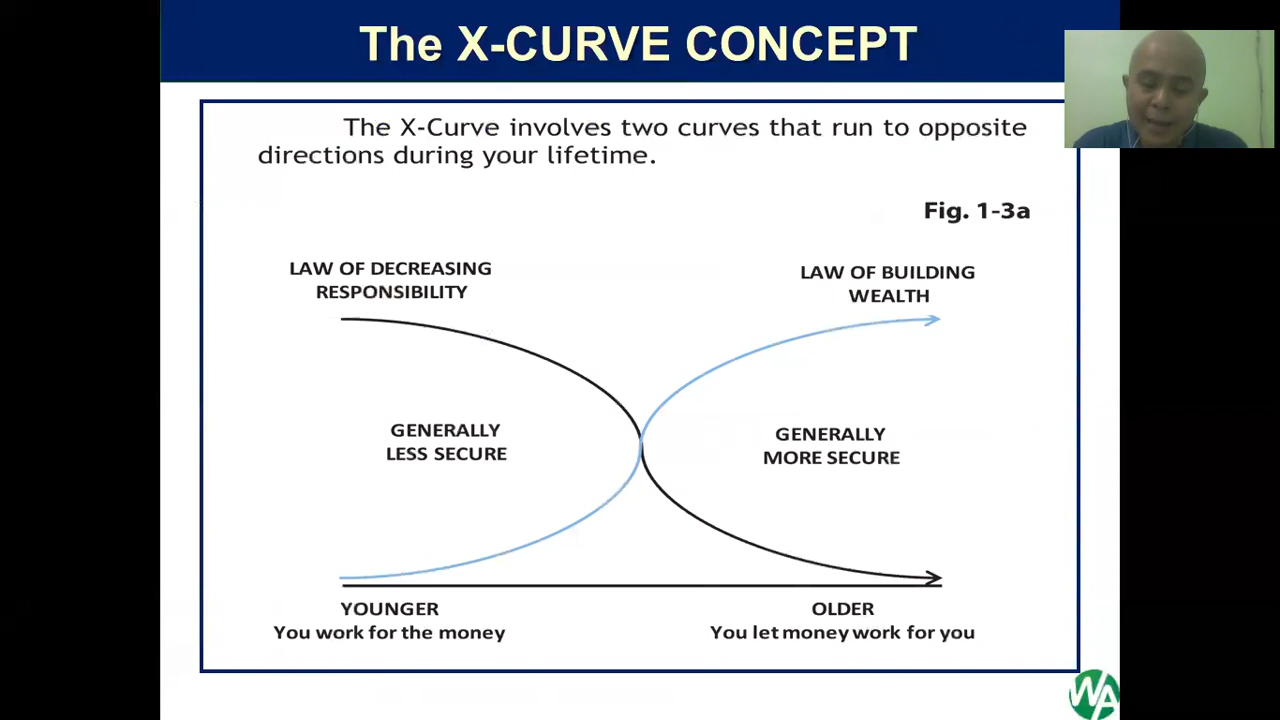 The X-CURVE CONCEPT
The X-Curve involves two curves that run to opposite
directions during your lifetime.
Fig. 1-3a
LAW OF DECREASING
RESPONSIBILITY
LAW OF BUILDING
WEALTH
GENERALLY
LESS SECURE
GENERALLY
MORE SECURE
YOUNGER
You work for the money
OLDER
You let money work for you
WA